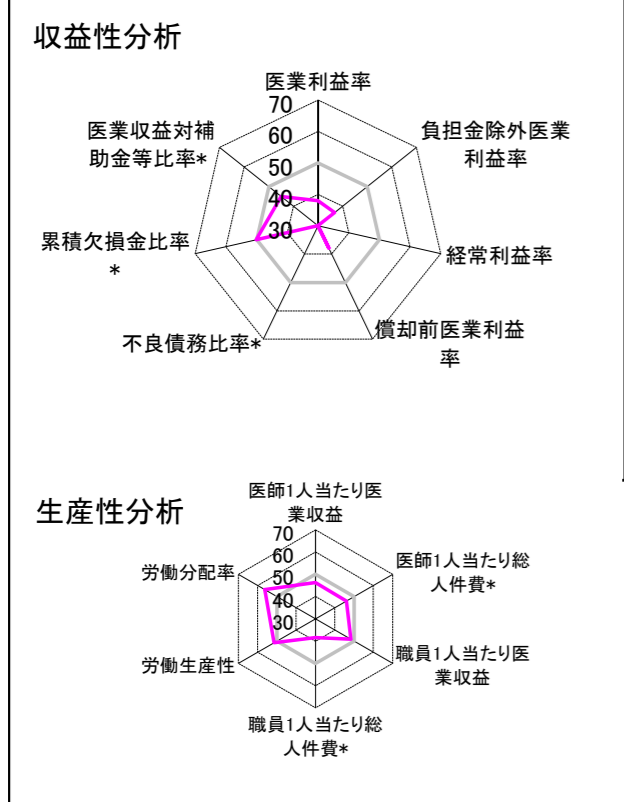 収益性分析
医業利益率
70
60
50
40
30
負担金除外医業
利益率
経常利益率
償却前医業利益
率
不良債務比率*
累積欠損金比率
*
医業収益対補
助金等比率*
生産性分析
医師1人当たり医
業収益
70
60
50
40
30
医師1人当たり総
人件費*
職員1人当たり医
業収益
職員1人当たり総
人件費*
労働生産性
労働分配率